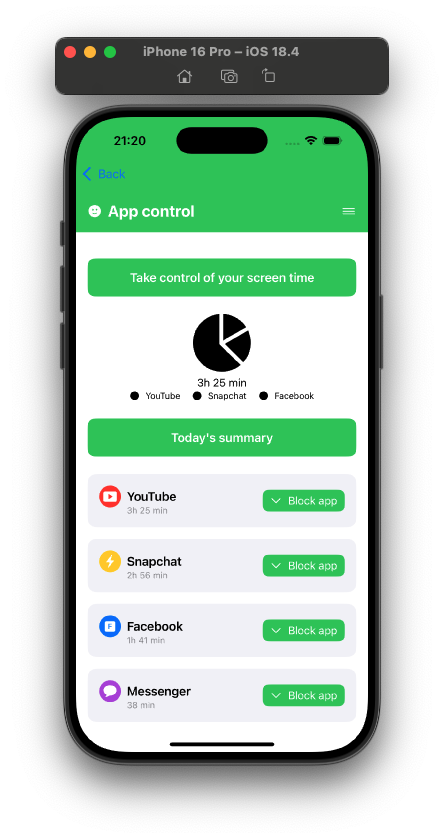 iPhone 16 Pro – iOS 18.4
21:20
Back
App control
Take control of your screen time
3h 25 min
YouTube Snapchat Facebook
Today's summary
YouTube
3h 25 min
Block app
Snapchat
2h 56 min
Block app
F
Facebook
1h 41 min
Block app
Messenger
38 min
Block app